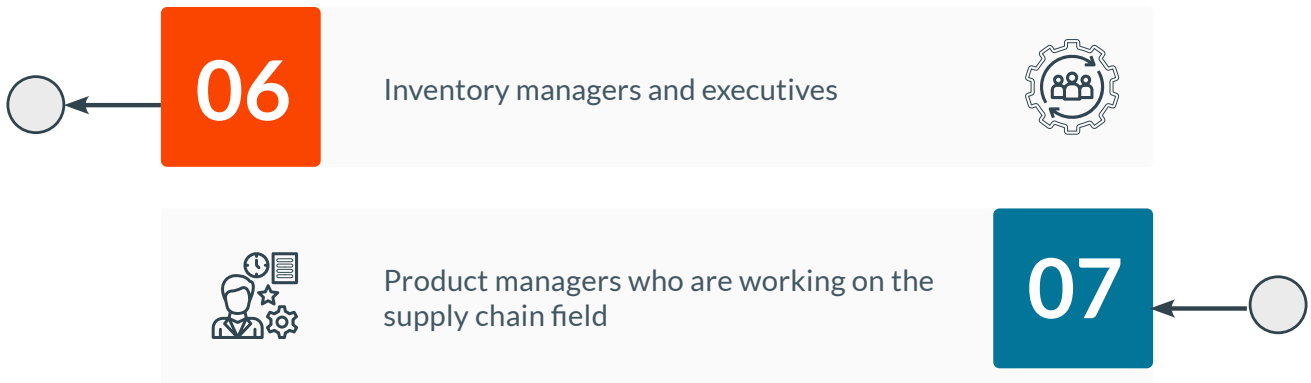 06
Inventory managers and executives
Product managers who are working on the
supply chain field
07